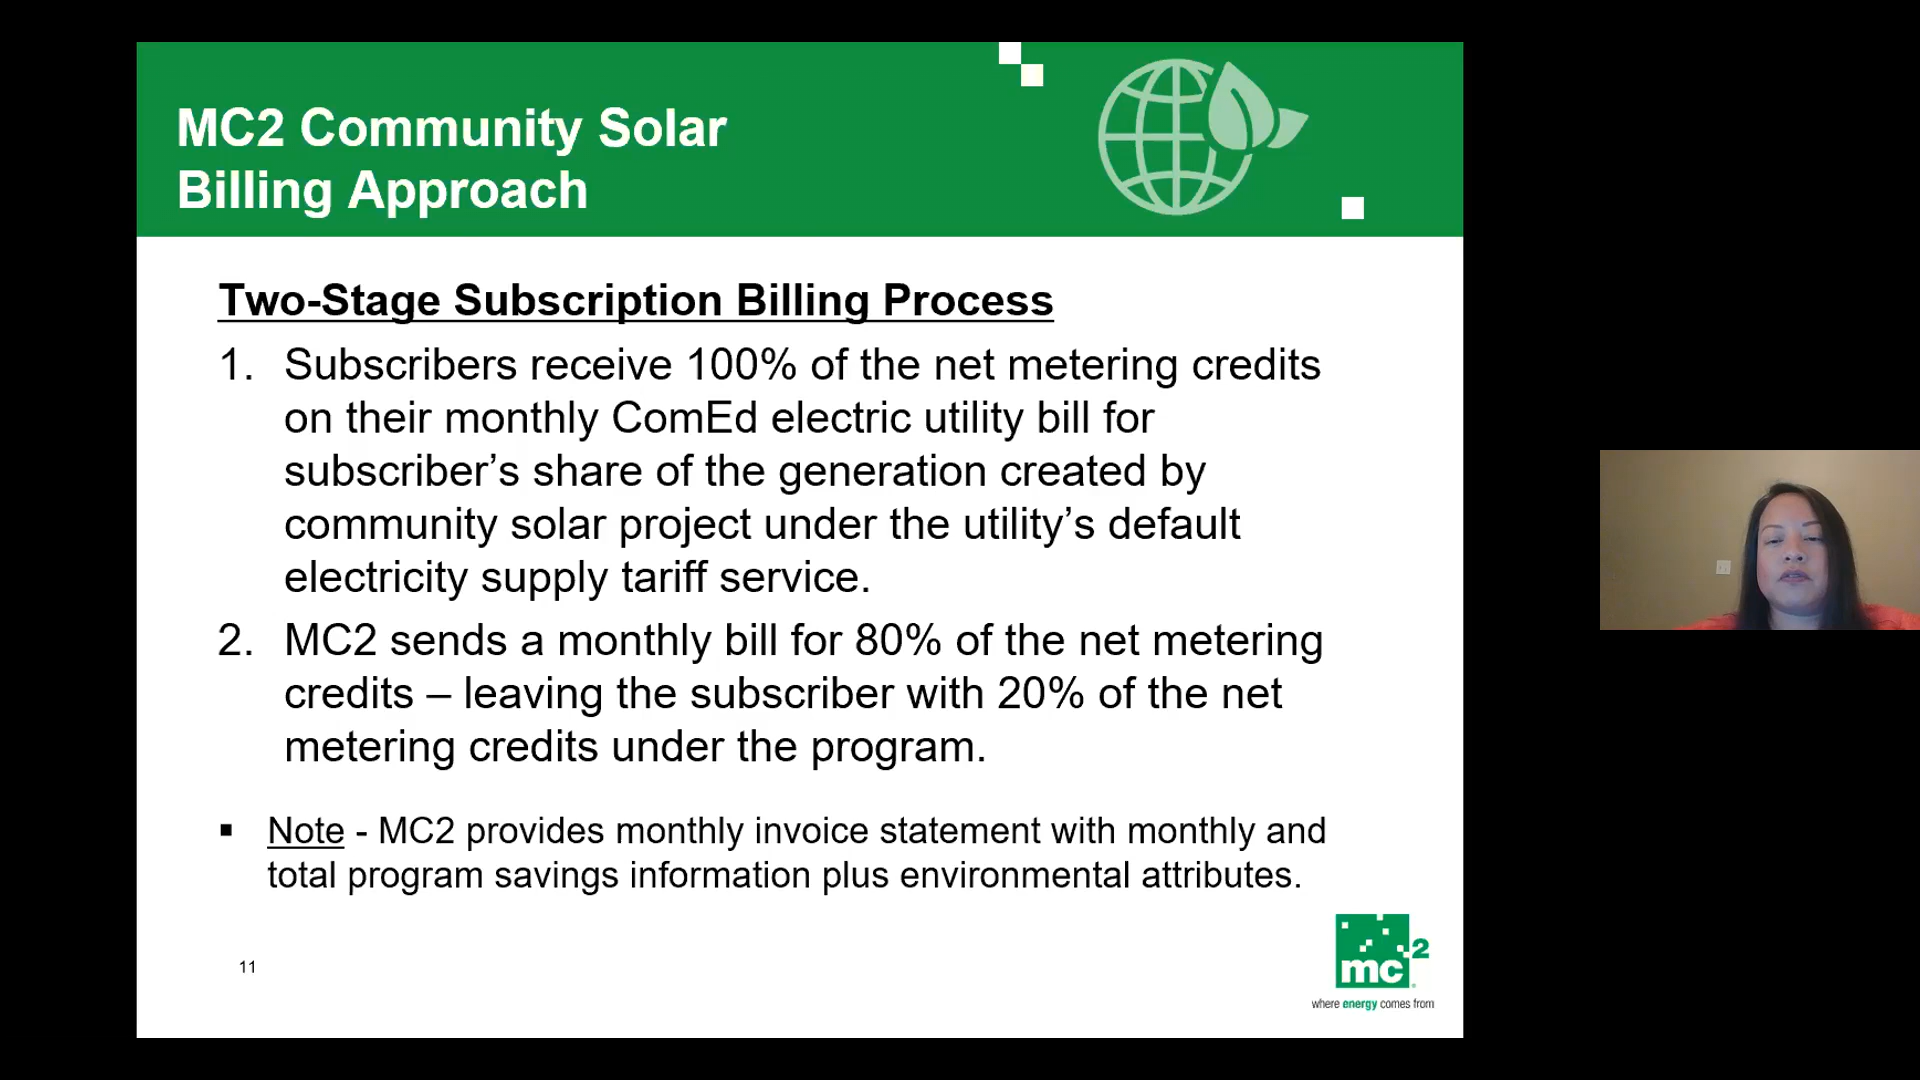 MC2 Community Solar
Billing Approach
Two-Stage Subscription Billing Process
1. Subscribers receive 100% of the net metering credits
on their monthly ComEd electric utility bill for
subscriber’s share of the generation created by
community solar project under the utility’s default
electricity supply tariff service.
2. MC2 sends a monthly bill for 80% of the net metering
credits – leaving the subscriber with 20% of the net
metering credits under the program.
▪ Note - MC2 provides monthly invoice statement with monthly and
total program savings information plus environmental attributes.
11
mc2
where energy comes from